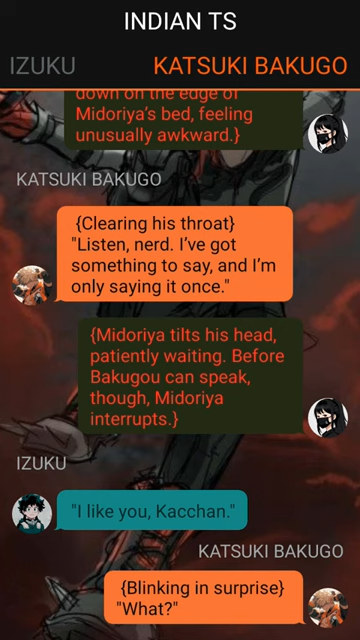 INDIAN TS
IZUKU
KATSUKI BAKUGO
down on the edge of
Midoriya's bed, feeling
unusually awkward.}
KATSUKI BAKUGO
{Clearing his throat}
"Listen, nerd. I've got
something to say, and I'm
only saying it once."
{Midoriya tilts his head,
patiently waiting. Before
Bakugou can speak,
though, Midoriya
interrupts.}
IZUKU
"I like you, Kacchan."
KATSUKI BAKUGO
{Blinking in surprise}
"What?"